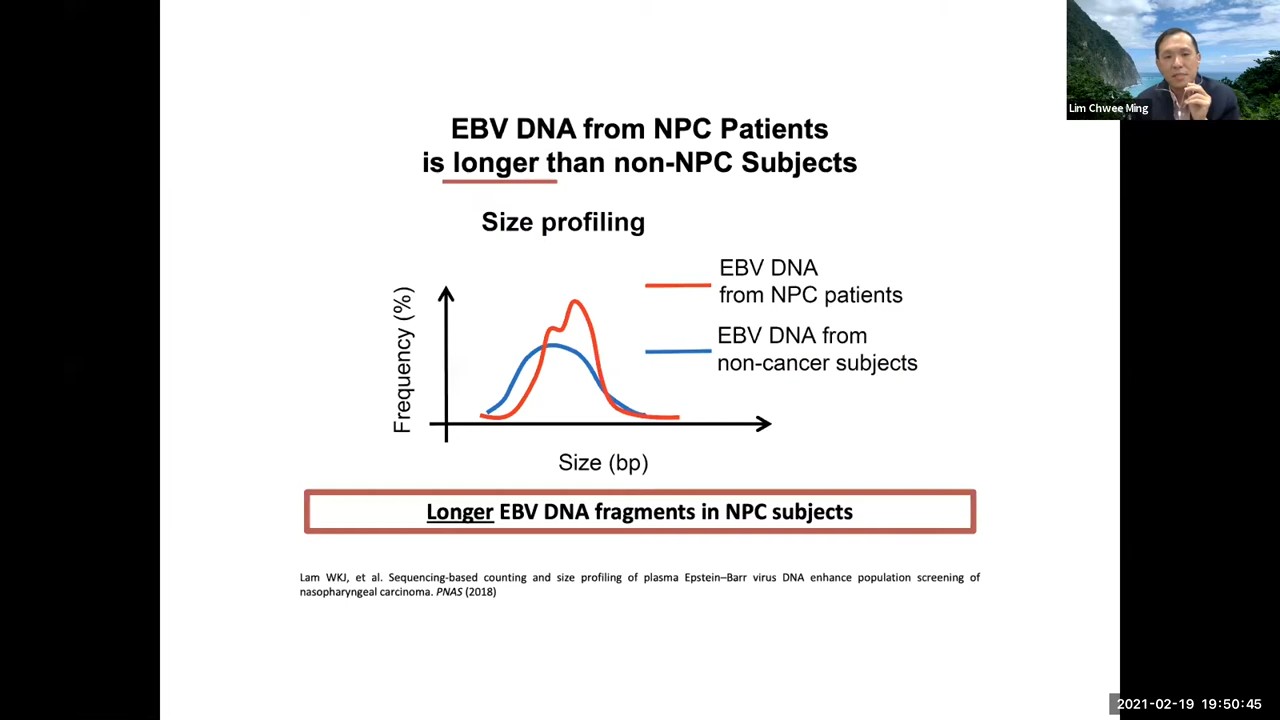 Lim Chwee Ming
EBV DNA from NPC Patients
is longer than non-NPC Subjects
Size profiling
EBV DNA
from NPC patients
EBV DNA from
non-cancer subjects
Frequency (%)
Size (bp)
Longer EBV DNA fragments in NPC subjects
Lam WKJ, et al. Sequencing-based counting and size profiling of plasma Epstein–Barr virus DNA enhance population screening of
nasopharyngeal carcinoma. PNAS (2018)
2021-02-19 19:50:45